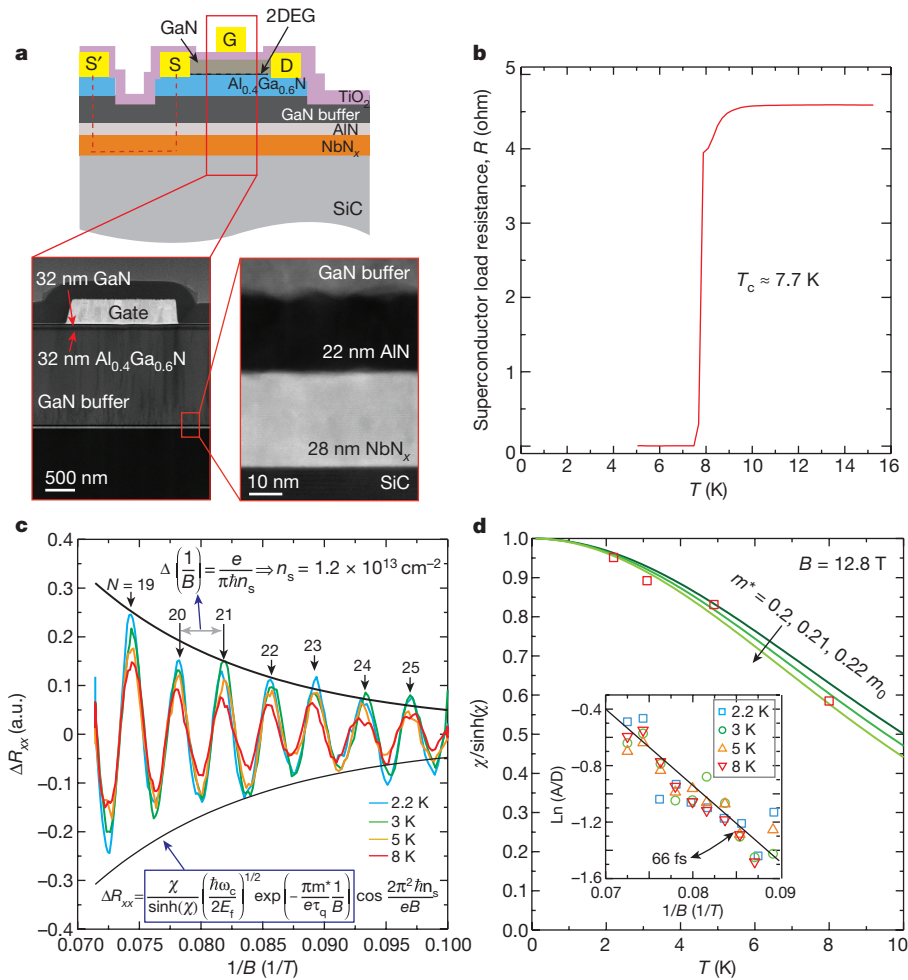 a
G
2DEG
GaN
S′
S
D
Al0.4Ga0.6N
TiO2
GaN buffer
AlN
NbNx
SiC
32 nm GaN
Gate
32 nm Al0.4Ga0.6N
GaN buffer
500 nm
GaN buffer
22 nm AlN
28 nm NbNx
10 nm
SiC
b
Superconductor load resistance, R (ohm)
5
4
3
2
1
0
Tc ≈ 7.7 K
0 2 4 6 8 10 12 14 16
T (K)
c
ΔRxx (a.u.)
0.4
0.3
0.2
0.1
0
−0.1
−0.2
−0.3
−0.4
Δ(1/B) = e/πℏns ⇒ ns = 1.2 × 10^13 cm−2
N = 19
20
21
22
23
24
25
2.2 K
3 K
5 K
8 K
ΔRxx = χ/sinh(χ) (ℏωc/2Ef)^1/2 exp(−πm*/eτq 1/B) cos 2π²ℏns/eB
0.070 0.075 0.080 0.085 0.090 0.095 0.100
1/B (1/T)
d
χ/sinh(χ)
1.0
0.9
0.8
0.7
0.6
0.5
0.4
0.3
0.2
0.1
0.0
B = 12.8 T
m* = 0.2, 0.21, 0.22 m0
Ln (A/D)
−0.4
−0.8
−1.2
−1.6
2.2 K
3 K
5 K
8 K
66 fs
0.07 0.08 0.09
1/B (1/T)
0 2 4 6 8 10
T (K)